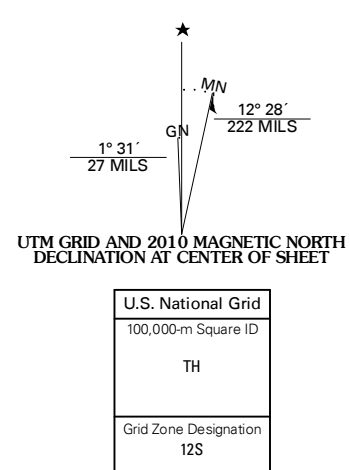 ★
MN
GN
12° 28´
222 MILS
1° 31´
27 MILS
UTM GRID AND 2010 MAGNETIC NORTH
DECLINATION AT CENTER OF SHEET
U.S. National Grid
100,000-m Square ID
TH
Grid Zone Designation
12S